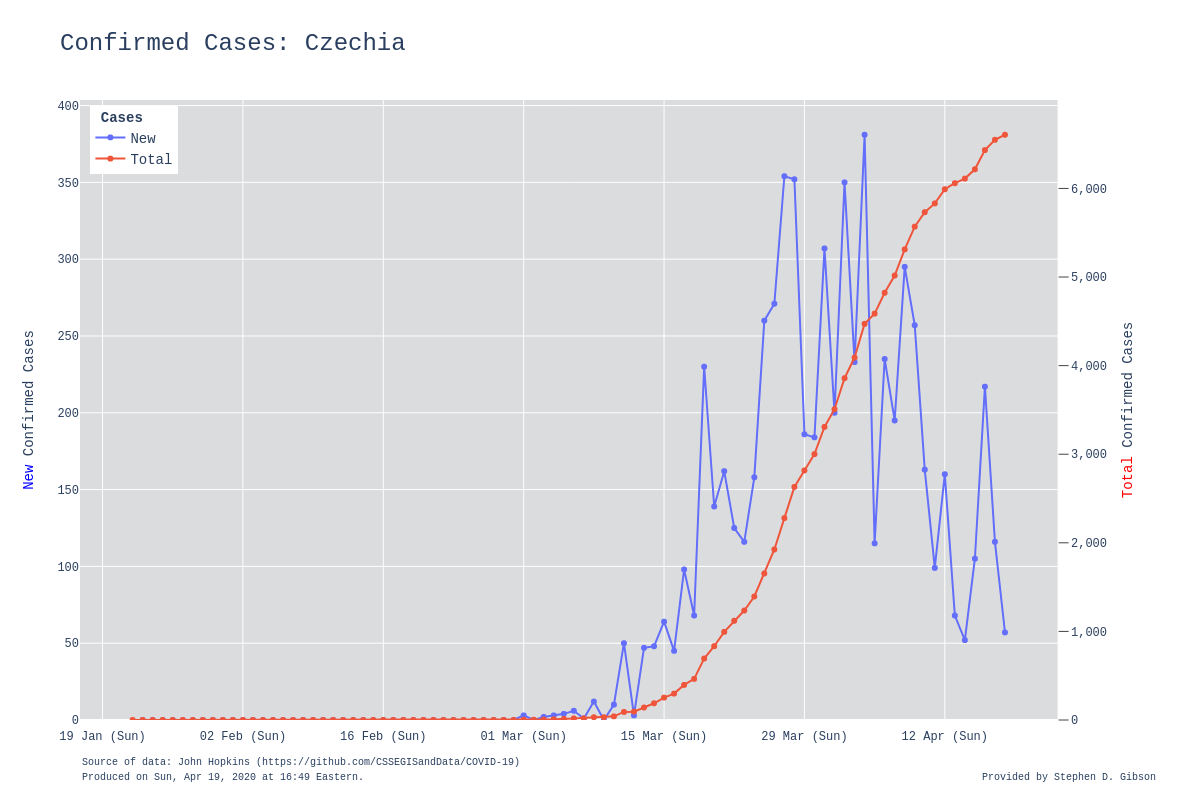 Confirmed Cases: Czechia
Cases
New
Total
400
350
300
250
200
150
100
50
0
New Confirmed Cases
6,000
5,000
4,000
3,000
2,000
1,000
0
Total Confirmed Cases
19 Jan (Sun) 02 Feb (Sun) 16 Feb (Sun) 01 Mar (Sun) 15 Mar (Sun) 29 Mar (Sun) 12 Apr (Sun)
Source of data: John Hopkins (https://github.com/CSSEGISandData/COVID-19)
Produced on Sun, Apr 19, 2020 at 16:49 Eastern.
Provided by Stephen D. Gibson